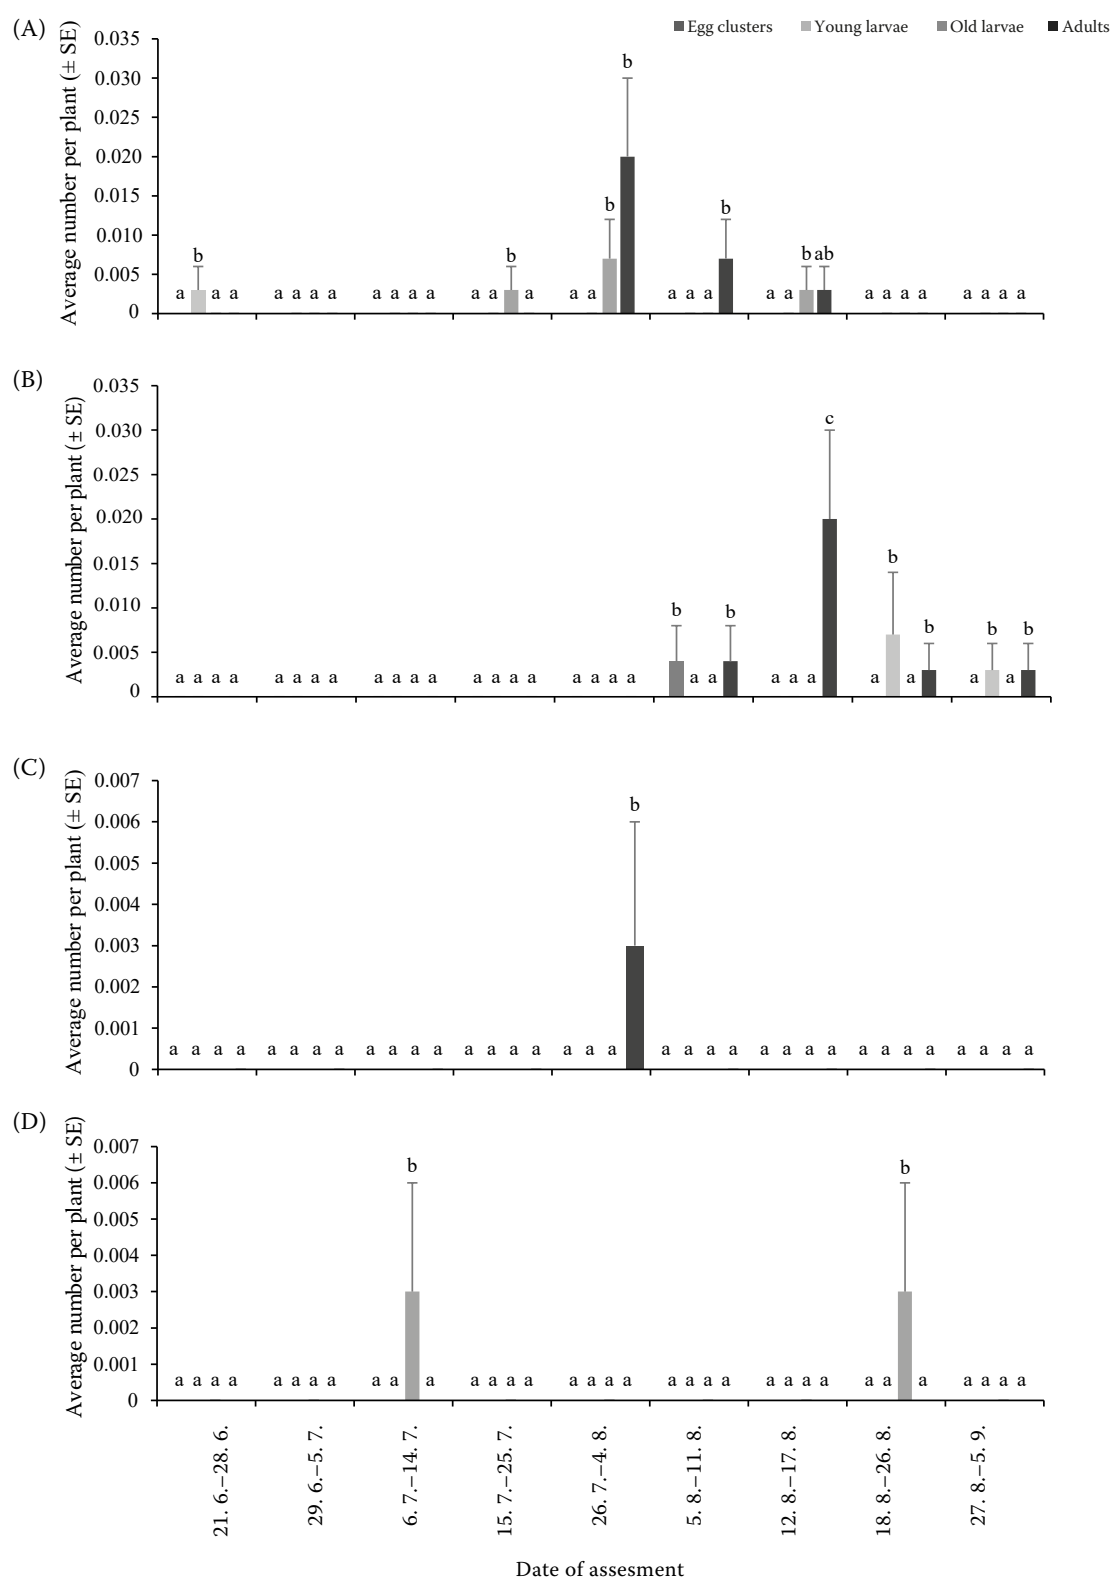 (A)
Egg clusters Young larvae Old larvae Adults
Average number per plant (± SE)
0.035
0.030
0.025
0.020
0.015
0.010
0.005
0
b
b
b
b
b
b
b ab
a a a
a a a a
a a a a
a a a
a a
a a a
a a
a a a a
a a a a
(B)
Average number per plant (± SE)
0.035
0.030
0.025
0.020
0.015
0.010
0.005
0
c
b
b
b
b
b
b
a a a a
a a a a
a a a a
a a a a
a a a a
a a
a a a
a a
a a
(C)
Average number per plant (± SE)
0.007
0.006
0.005
0.004
0.003
0.002
0.001
0
b
a a a a
a a a a
a a a a
a a a a
a a a
a a a a
a a a a
a a a a
a a a a
(D)
Average number per plant (± SE)
0.007
0.006
0.005
0.004
0.003
0.002
0.001
0
b
b
a a a a
a a a a
a a a
a a a a
a a a a
a a a a
a a a a
a a a
a a a a
21. 6.–28. 6.
29. 6.–5. 7.
6. 7.–14. 7.
15. 7.–25. 7.
26. 7.–4. 8.
5. 8.–11. 8.
12. 8.–17. 8.
18. 8.–26. 8.
27. 8.–5. 9.
Date of assesment